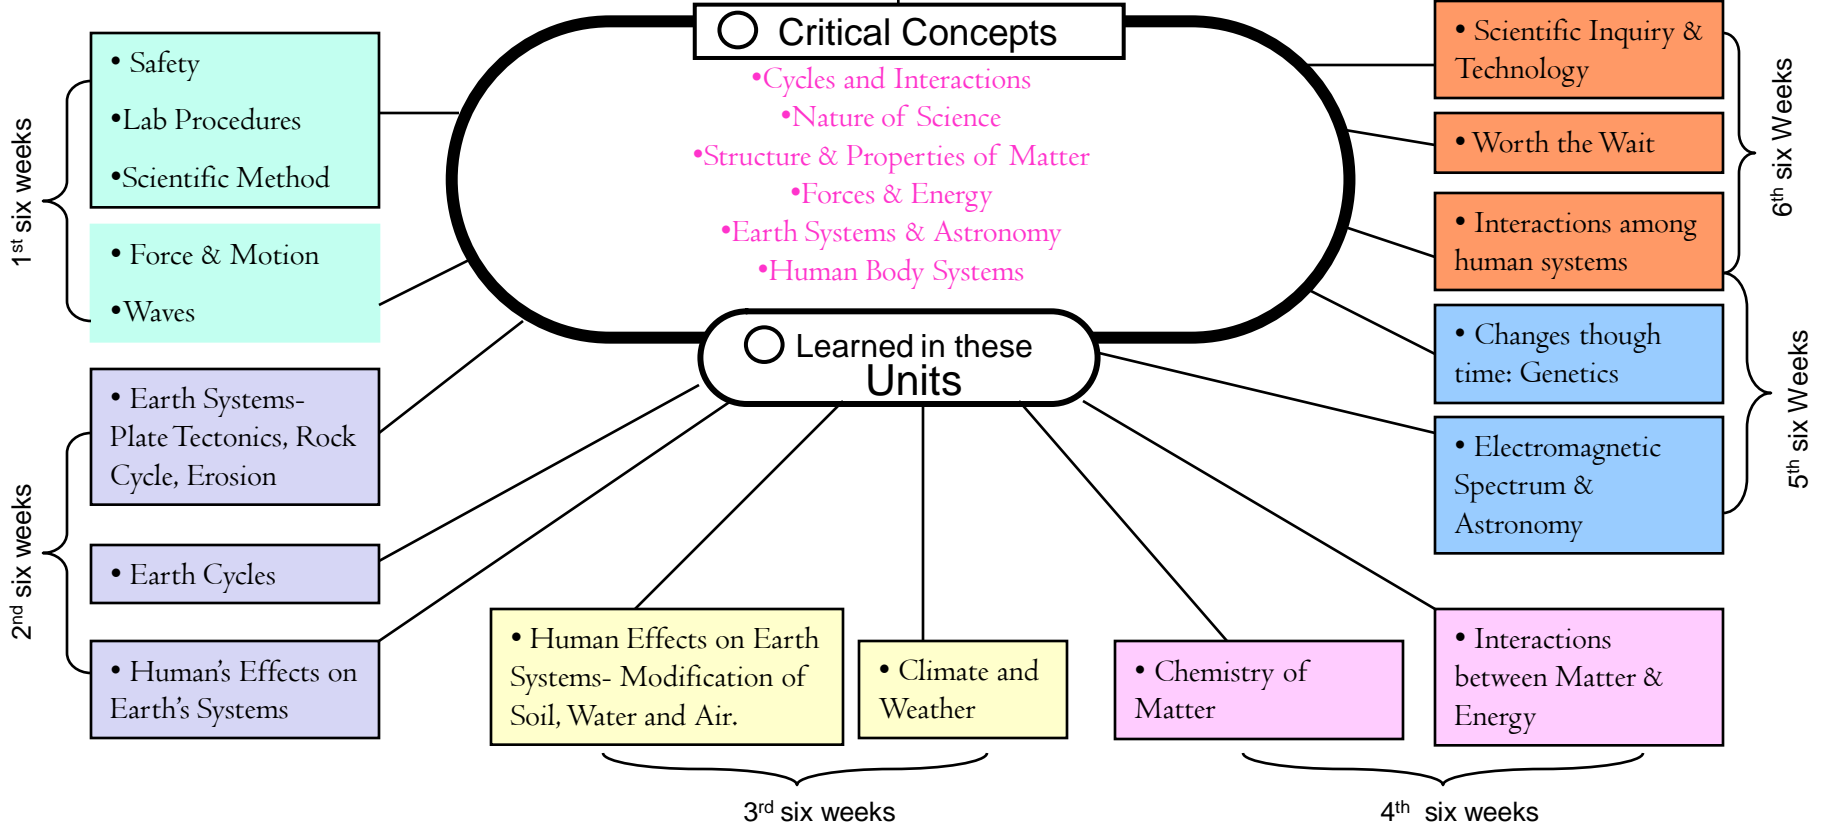 Critical Concepts
•Cycles and Interactions
•Nature of Science
•Structure & Properties of Matter
•Forces & Energy
•Earth Systems & Astronomy
•Human Body Systems
Learned in these
Units
1st six weeks
• Safety
•Lab Procedures
•Scientific Method
• Force & Motion
•Waves
2nd six weeks
• Earth Systems-
Plate Tectonics, Rock
Cycle, Erosion
• Earth Cycles
• Human's Effects on
Earth's Systems
• Human Effects on Earth
Systems- Modification of
Soil, Water and Air.
• Climate and
Weather
3rd six weeks
• Chemistry of
Matter
• Interactions
between Matter &
Energy
4th six weeks
• Changes though
time: Genetics
• Electromagnetic
Spectrum &
Astronomy
5th six Weeks
• Scientific Inquiry &
Technology
• Worth the Wait
• Interactions among
human systems
6th six Weeks